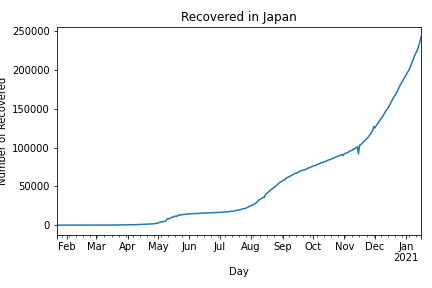 Recovered in Japan
Number of Recovered
250000
200000
150000
100000
50000
0
Feb Mar Apr May Jun Jul Aug Sep Oct Nov Dec Jan
2021
Day